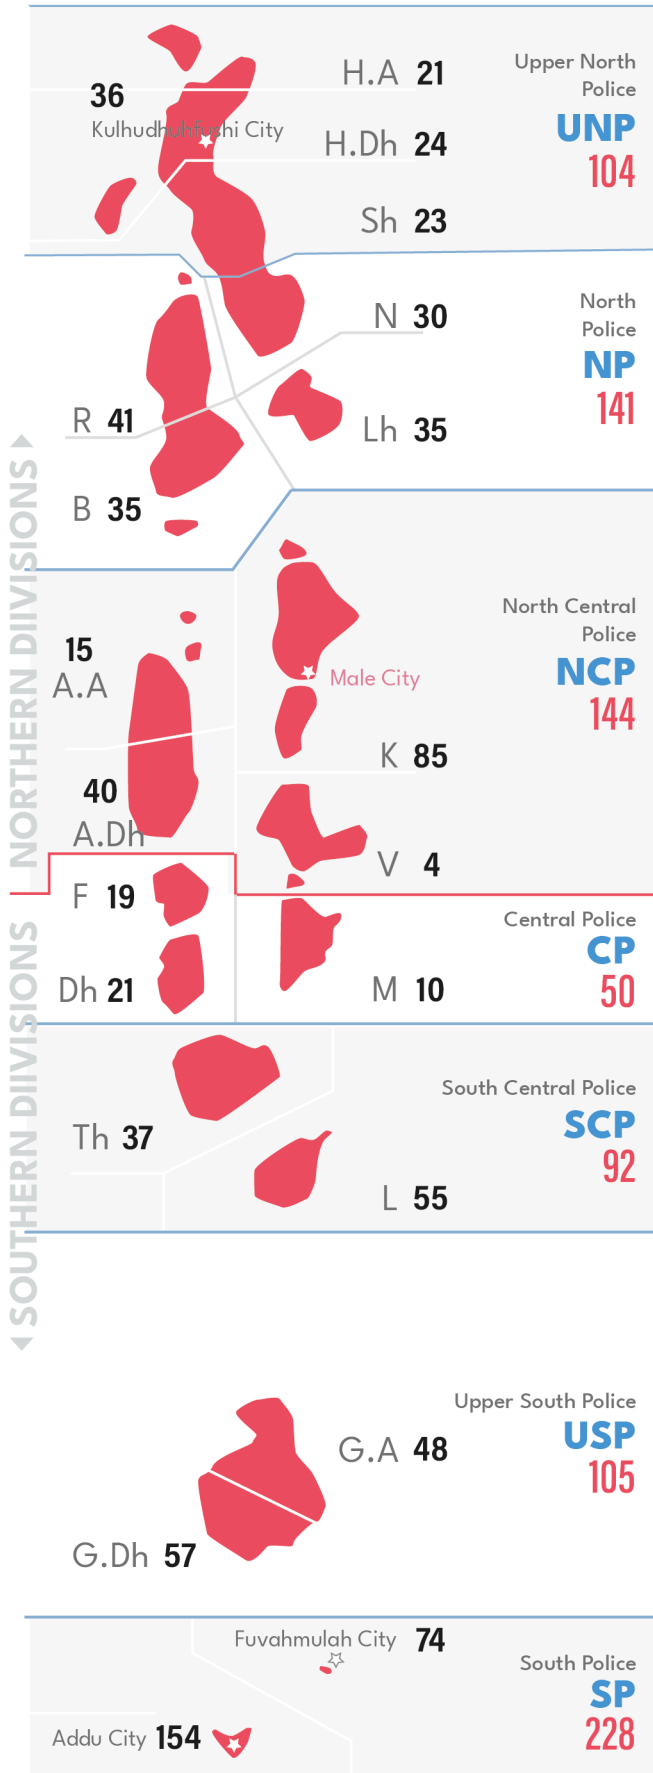 H.A 21
Upper North
Police
36
UNP
Kulhudhuhfushi City
H.Dh 24
104
Sh 23
N 30
North
Police
NP
141
R 41
Lh 35
B 35
NORTHERN DIIVISIONS
North Central
Police
15
A.A
NCP
144
Male City
K 85
40
A.Dh
V 4
F 19
Central Police
CP
50
Dh 21
M 10
SOUTHERN DIIVISIONS
South Central Police
SCP
92
Th 37
L 55
Upper South Police
USP
105
G.A 48
G.Dh 57
Fuvahmulah City 74
South Police
SP
228
Addu City 154